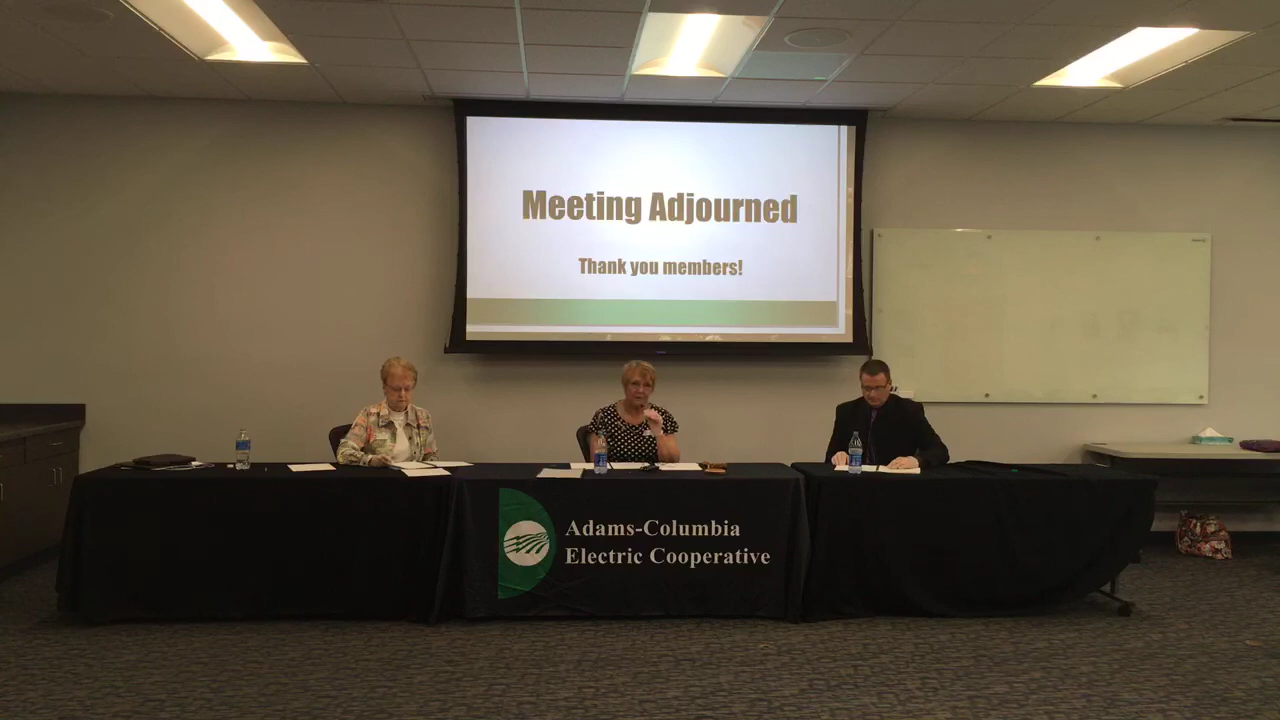 Meeting Adjourned
Thank you members!
Adams-Columbia
Electric Cooperative